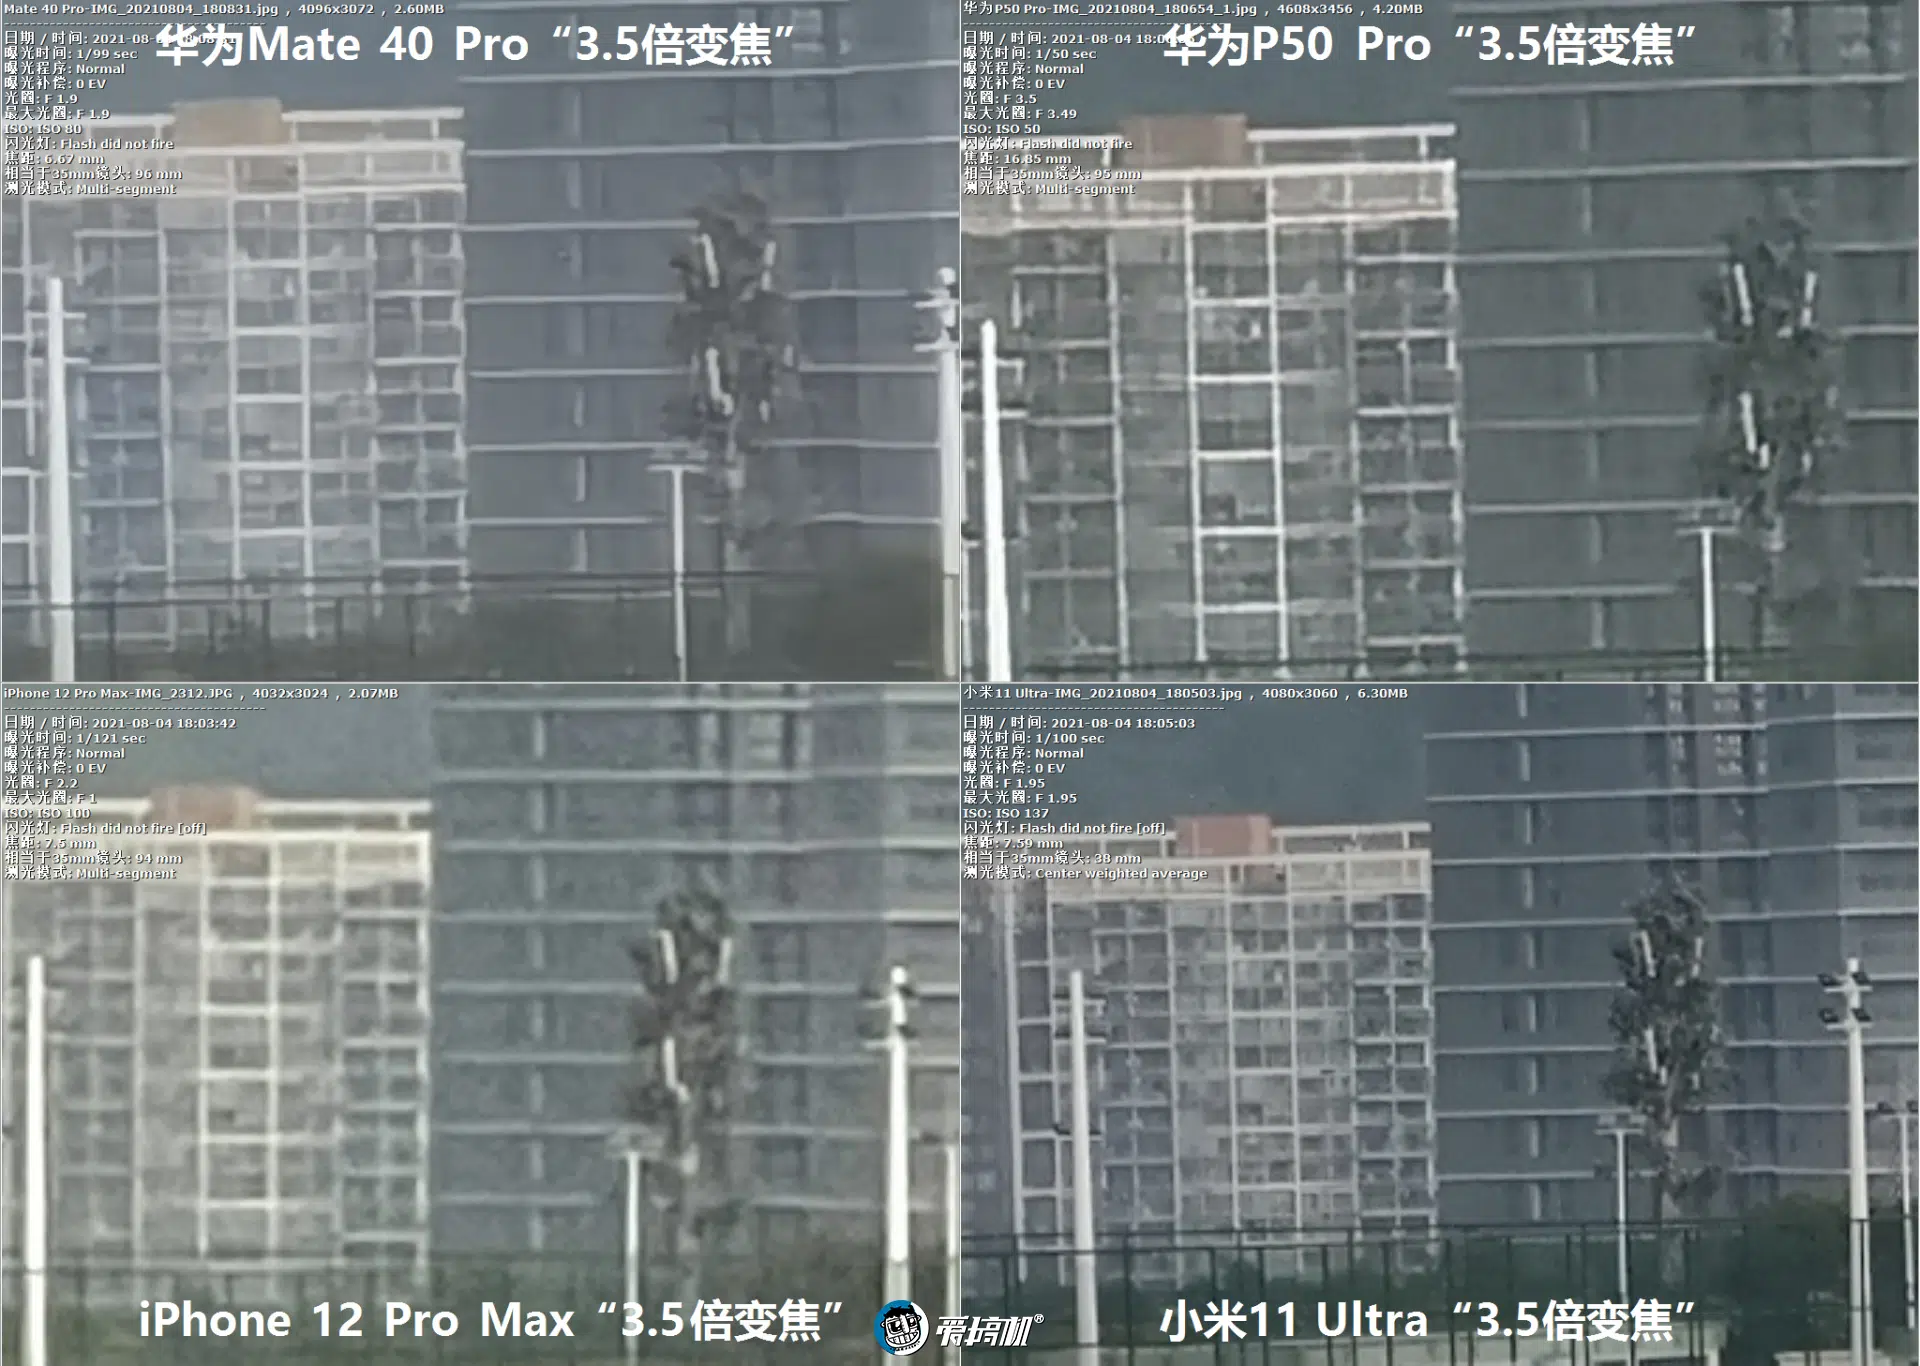 Mate 40 Pro-IMG_20210804_180831.jpg , 4096x3072 , 2.60MB
日期 / 时间: 2021-08-
曝光时间: 1/99 sec
曝光程序: Normal
曝光补偿: 0 EV
光圈: F 1.9
最大光圈: F 1.9
ISO: ISO 80
闪光灯: Flash did not fire
焦距: 6.67 mm
相当于35mm镜头: 96 mm
测光模式: Multi-segment
华为Mate 40 Pro“3.5倍变焦”
华为P50 Pro-IMG_20210804_180654_1.jpg , 4608x3456 , 4.20MB
日期 / 时间: 2021-08-04 18:0
曝光时间: 1/50 sec
曝光程序: Normal
曝光补偿: 0 EV
光圈: F 3.5
最大光圈: F 3.49
ISO: ISO 50
闪光灯: Flash did not fire
焦距: 16.85 mm
相当于35mm镜头: 95 mm
测光模式: Multi-segment
华为P50 Pro“3.5倍变焦”
iPhone 12 Pro Max-IMG_2312.JPG , 4032x3024 , 2.07MB
日期 / 时间: 2021-08-04 18:03:42
曝光时间: 1/121 sec
曝光程序: Normal
曝光补偿: 0 EV
光圈: F 2.2
最大光圈: F 1
ISO: ISO 100
闪光灯: Flash did not fire [off]
焦距: 7.5 mm
相当于35mm镜头: 94 mm
测光模式: Multi-segment
iPhone 12 Pro Max“3.5倍变焦”
小米11 Ultra-IMG_20210804_180503.jpg , 4080x3060 , 6.30MB
日期 / 时间: 2021-08-04 18:05:03
曝光时间: 1/100 sec
曝光程序: Normal
曝光补偿: 0 EV
光圈: F 1.95
最大光圈: F 1.95
ISO: ISO 137
闪光灯: Flash did not fire [off]
焦距: 7.59 mm
相当于35mm镜头: 38 mm
测光模式: Center weighted average
小米11 Ultra“3.5倍变焦”
爱搞机®